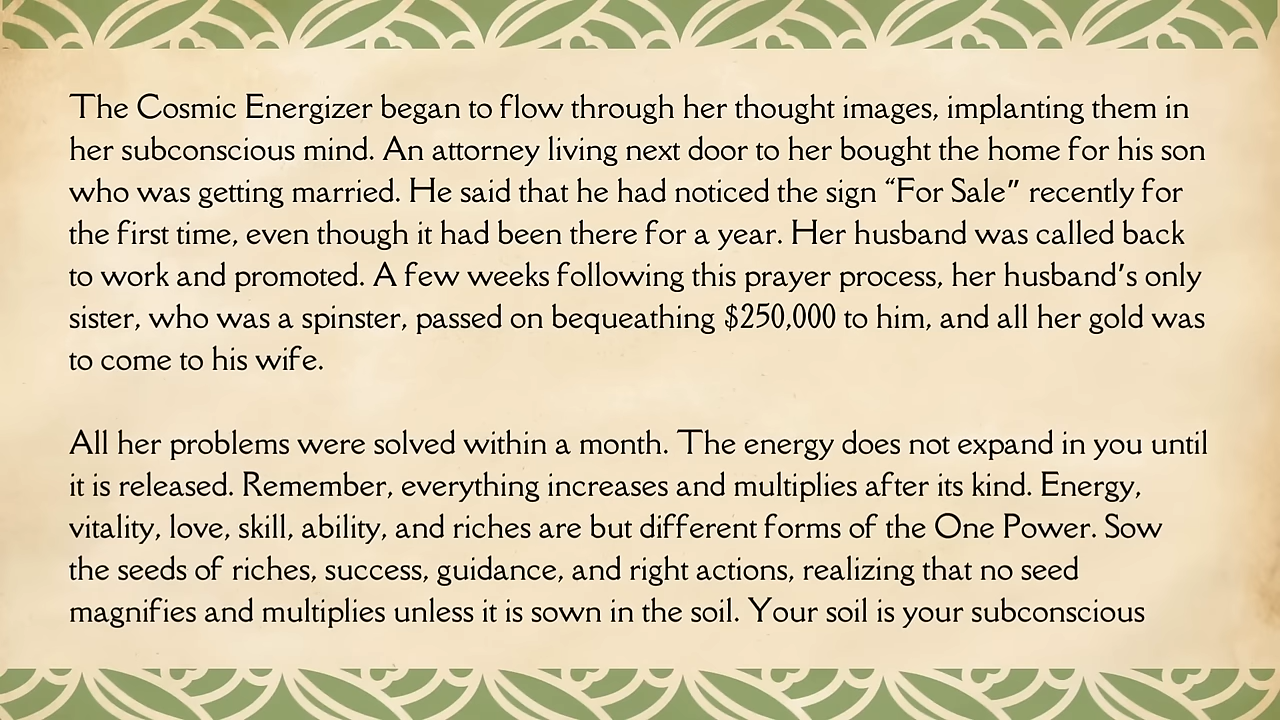 The Cosmic Energizer began to flow through her thought images, implanting them in
her subconscious mind. An attorney living next door to her bought the home for his son
who was getting married. He said that he had noticed the sign “For Sale” recently for
the first time, even though it had been there for a year. Her husband was called back
to work and promoted. A few weeks following this prayer process, her husband's only
sister, who was a spinster, passed on bequeathing $250,000 to him, and all her gold was
to come to his wife.

All her problems were solved within a month. The energy does not expand in you until
it is released. Remember, everything increases and multiplies after its kind. Energy,
vitality, love, skill, ability, and riches are but different forms of the One Power. Sow
the seeds of riches, success, guidance, and right actions, realizing that no seed
magnifies and multiplies unless it is sown in the soil. Your soil is your subconscious